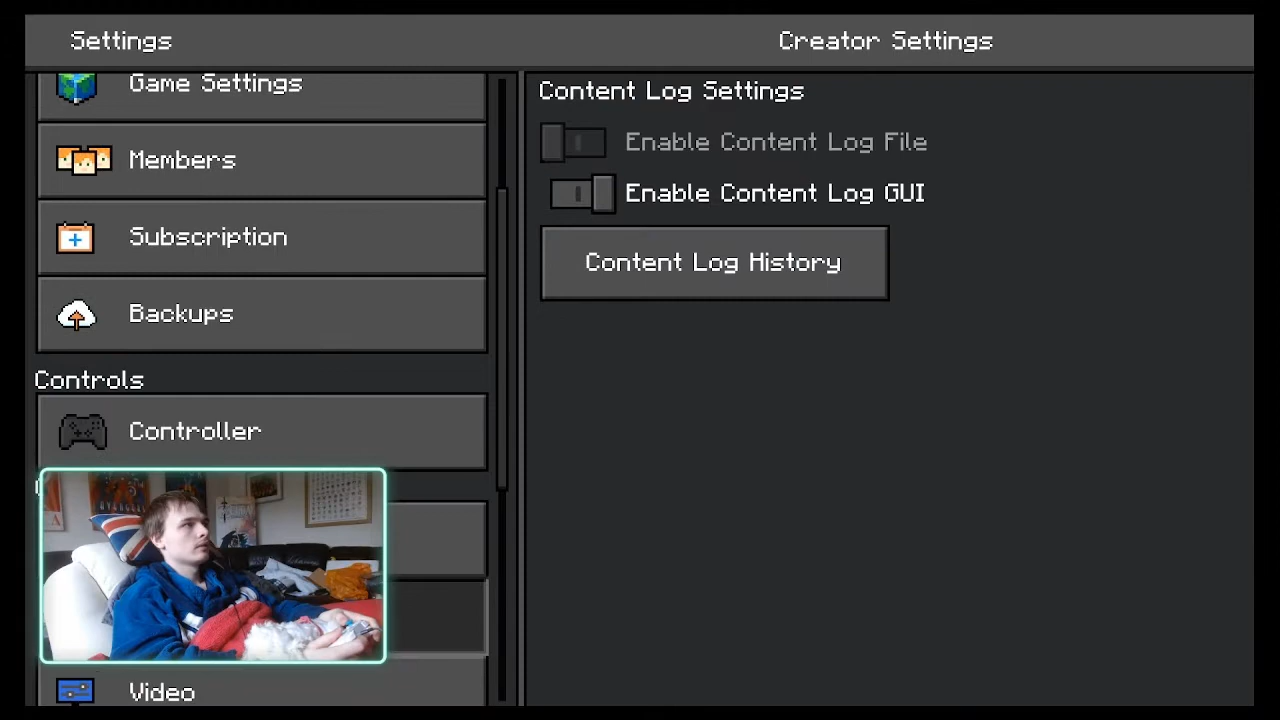 Settings
Creator Settings
Game Settings
Members
Subscription
Backups
Controls
Controller
Video
Content Log Settings
Enable Content Log File
Enable Content Log GUI
Content Log History